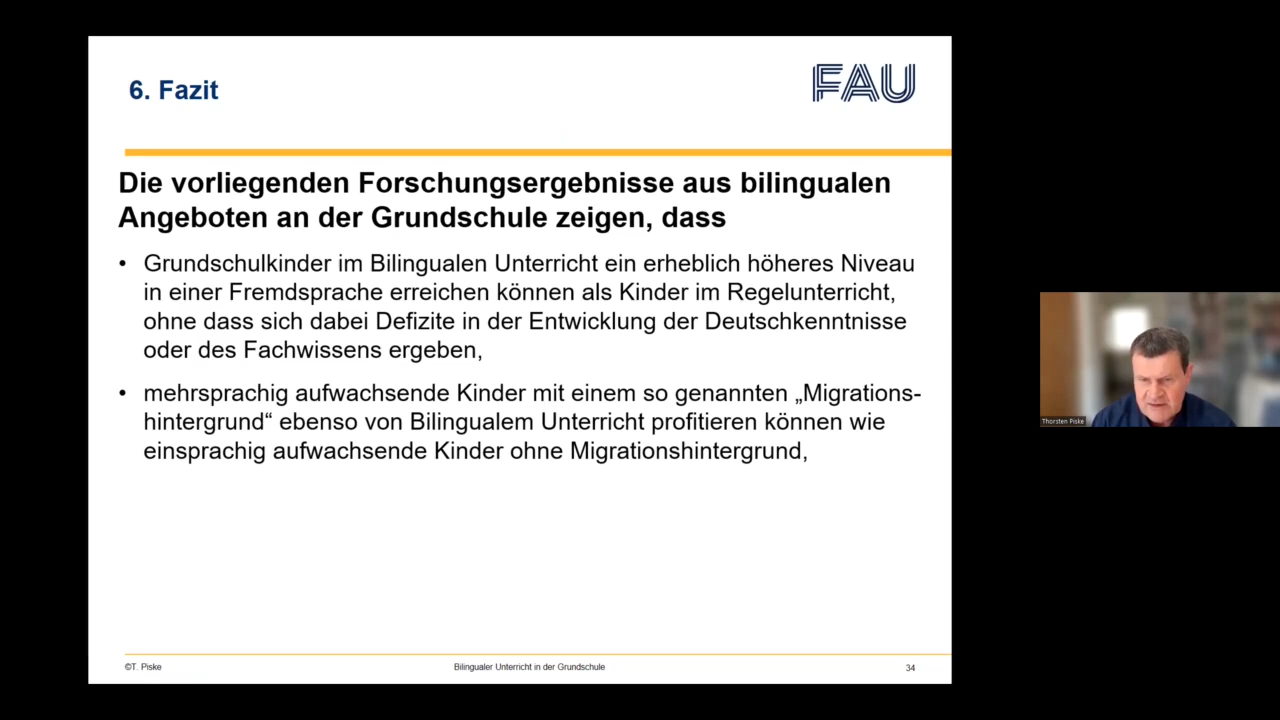 6. Fazit
FAU
Die vorliegenden Forschungsergebnisse aus bilingualen
Angeboten an der Grundschule zeigen, dass
• Grundschulkinder im Bilingualen Unterricht ein erheblich höheres Niveau
in einer Fremdsprache erreichen können als Kinder im Regelunterricht,
ohne dass sich dabei Defizite in der Entwicklung der Deutschkenntnisse
oder des Fachwissens ergeben,
• mehrsprachig aufwachsende Kinder mit einem so genannten „Migrations-
hintergrund“ ebenso von Bilingualem Unterricht profitieren können wie
einsprachig aufwachsende Kinder ohne Migrationshintergrund,
Thorsten Piske
©T. Piske
Bilingualer Unterricht in der Grundschule
34